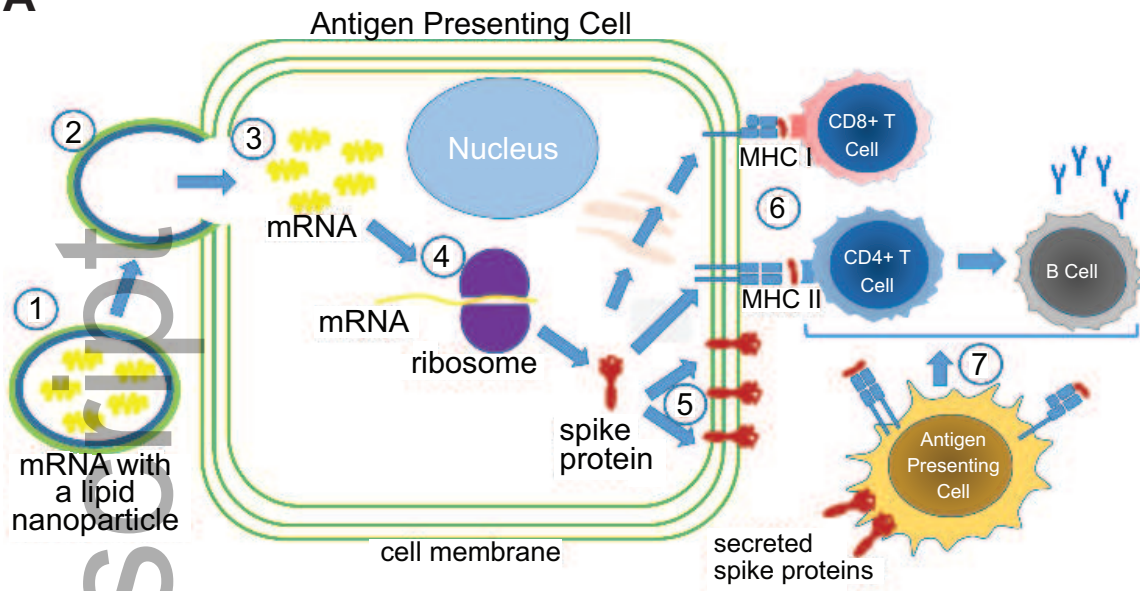 A
Antigen Presenting Cell
2
3
Nucleus
CD8+ T
Cell
MHC I
mRNA
6
4
CD4+ T
Cell
B Cell
1
MHC II
mRNA
ribosome
7
5
spike
protein
Antigen
Presenting
Cell
mRNA with
a lipid
nanoparticle
cell membrane
secreted
spike proteins
script